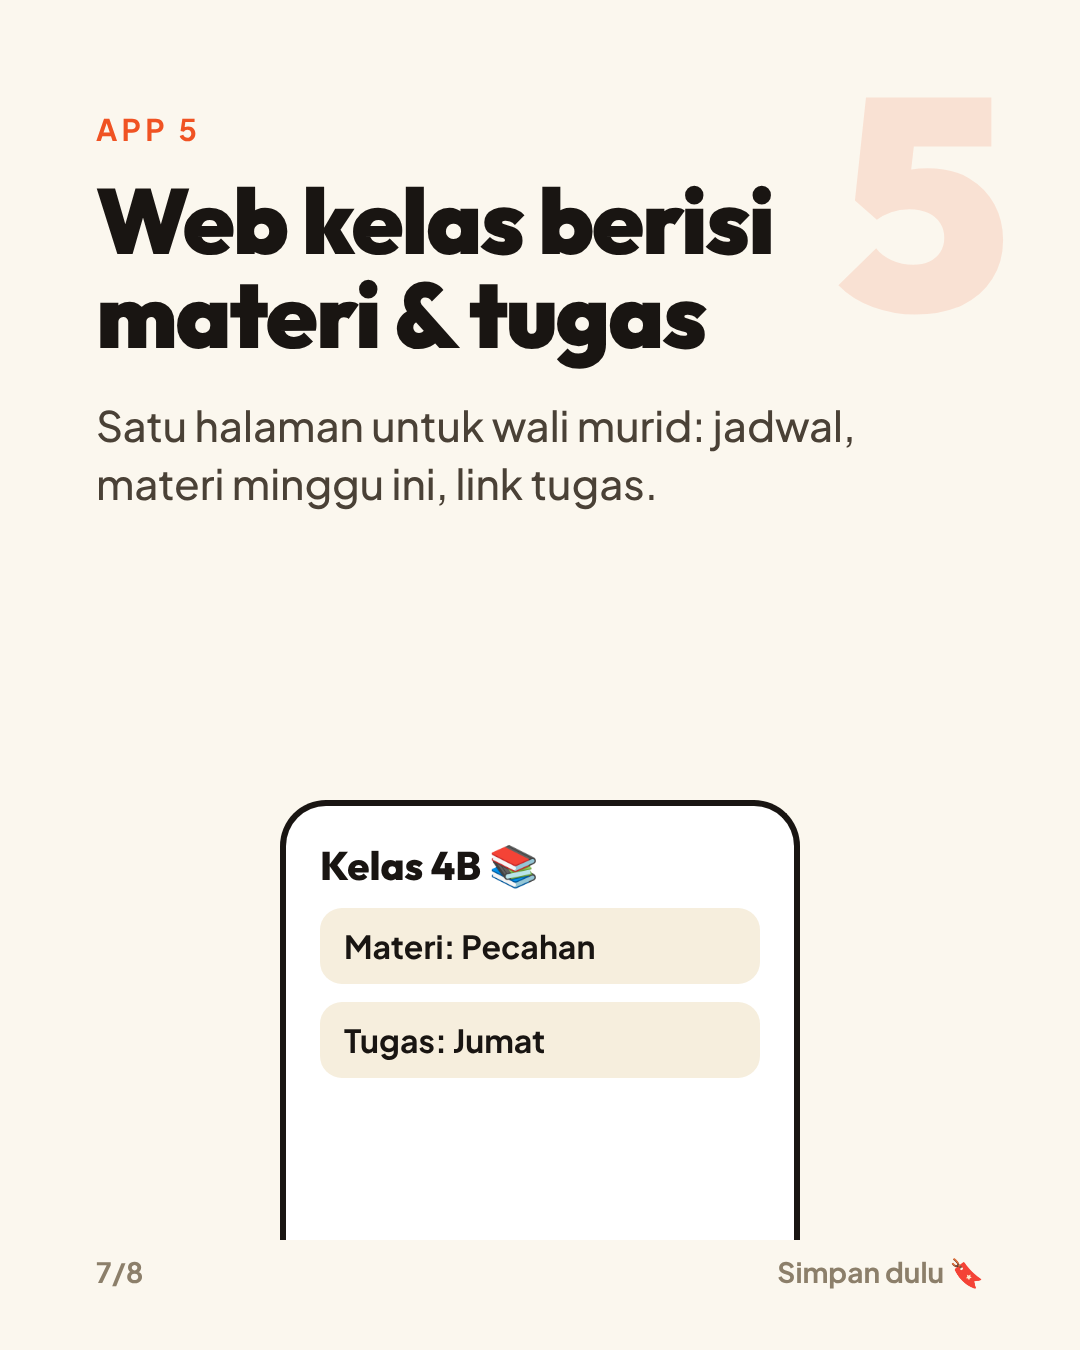 APP 5
5
Web kelas berisi
materi & tugas
Satu halaman untuk wali murid: jadwal,
materi minggu ini, link tugas.
Kelas 4B 📚
Materi: Pecahan
Tugas: Jumat
7/8
Simpan dulu 🔖